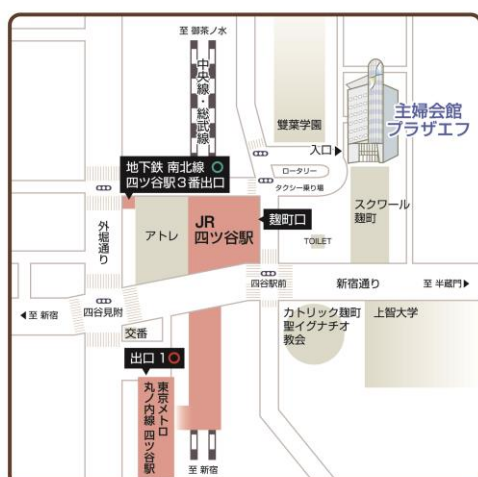 至 御茶ノ水
中央線・総武線
雙葉学園
主婦会館
プラザエフ
入口
地下鉄 南北線
四ツ谷駅3番出口
ロータリー
タクシー乗り場
外堀通り
アトレ
JR
四ツ谷駅
麹町口
スクワール
麹町
TOILET
四谷駅前
新宿通り
至 半蔵門
至 新宿
四谷見附
交番
カトリック麹町
聖イグナチオ
教会
上智大学
出口 1
東京メトロ
丸ノ内線 四ツ谷駅
至 新宿